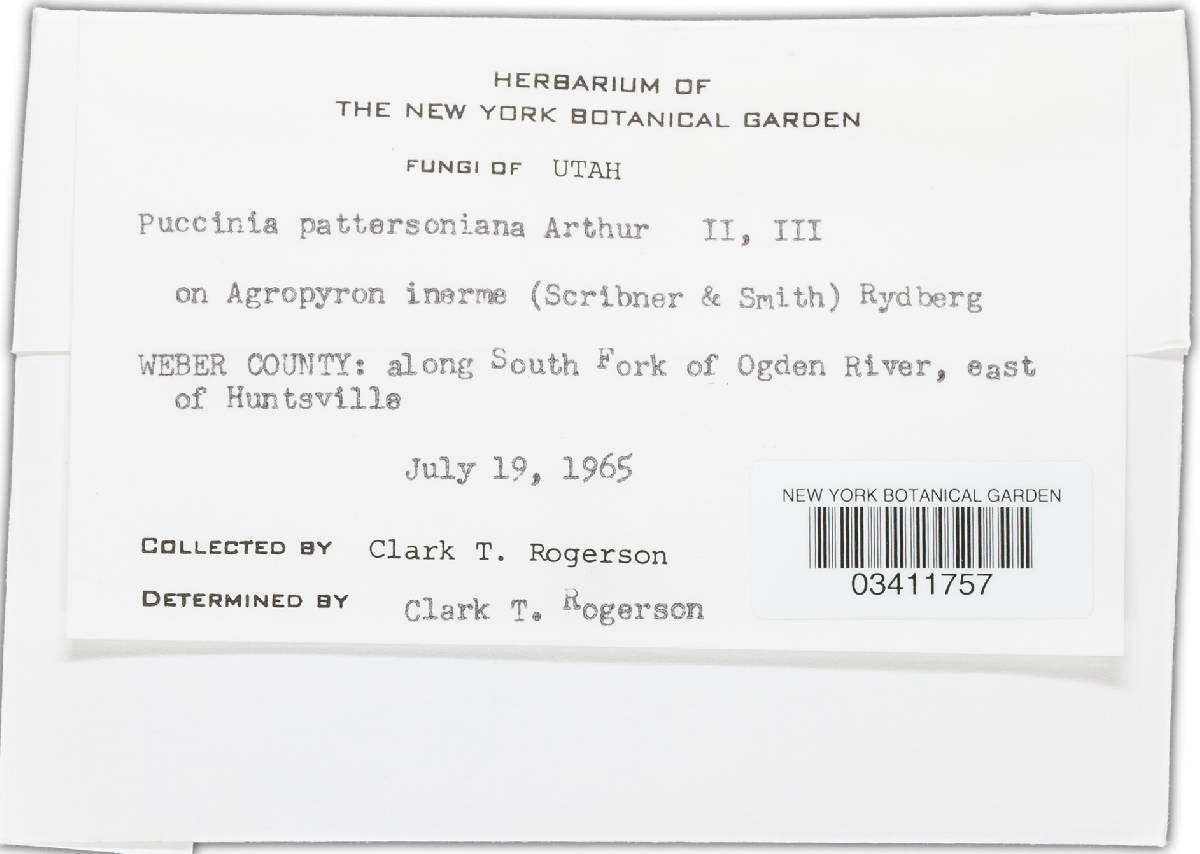 HERBARIUM OF
THE NEW YORK BOTANICAL GARDEN
FUNGI OF UTAH
Puccinia pattersoniana Arthur II, III
on Agropyron inerme (Scribner & Smith) Rydberg
WEBER COUNTY: along South Fork of Ogden River, east
of Huntsville
July 19, 1965
NEW YORK BOTANICAL GARDEN
03411757
COLLECTED BY Clark T. Rogerson
DETERMINED BY Clark T. Rogerson